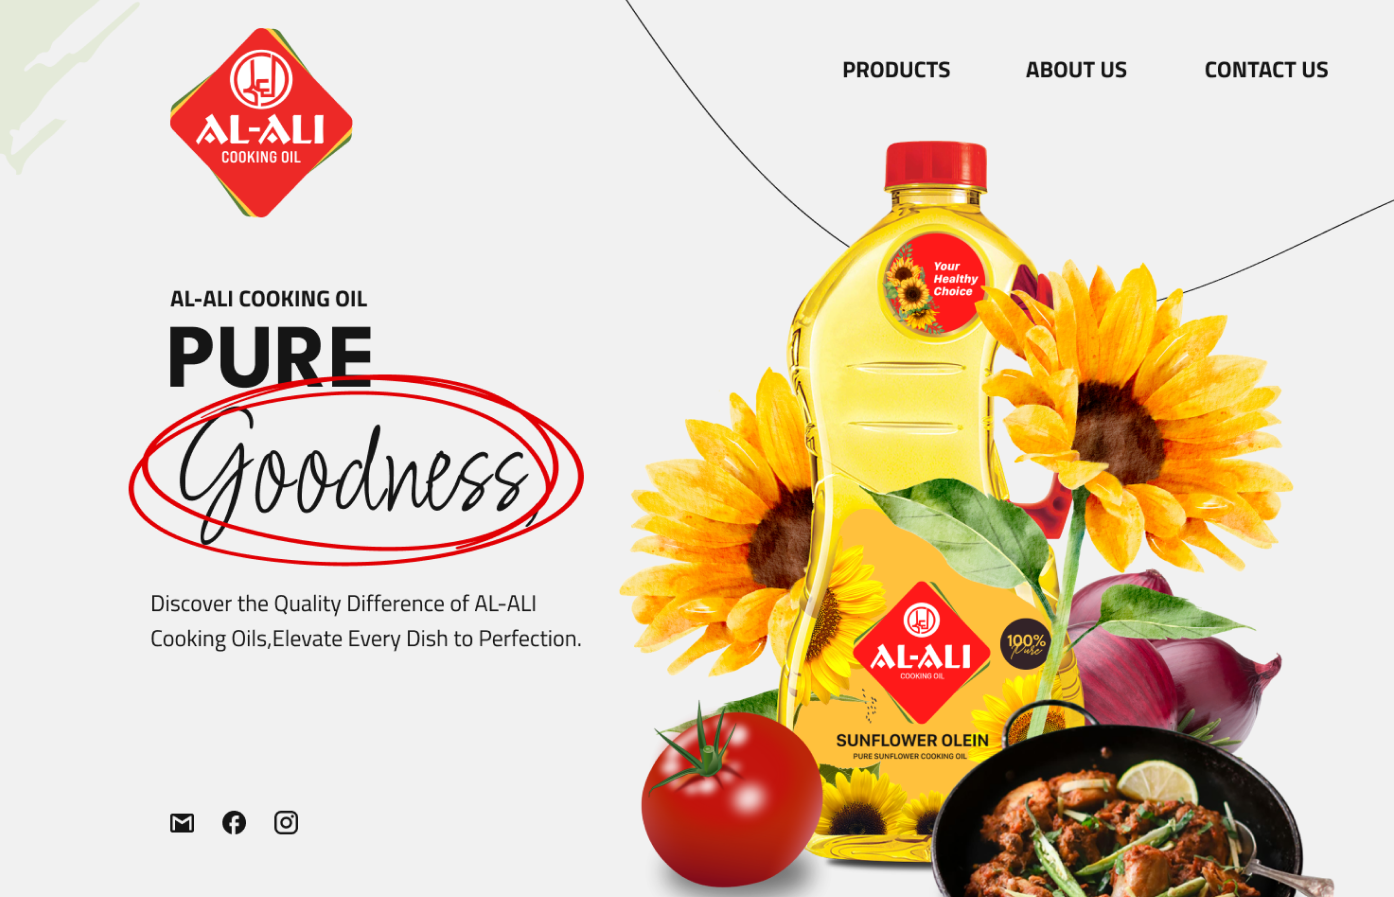 PRODUCTS ABOUT US CONTACT US
AL-ALI
COOKING OIL
AL-ALI COOKING OIL
PURE
Goodness,
Discover the Quality Difference of AL-ALI
Cooking Oils,Elevate Every Dish to Perfection.
Your
Healthy
Choice
100%
Pure
AL-ALI
COOKING OIL
SUNFLOWER OLEIN
PURE SUNFLOWER COOKING OIL